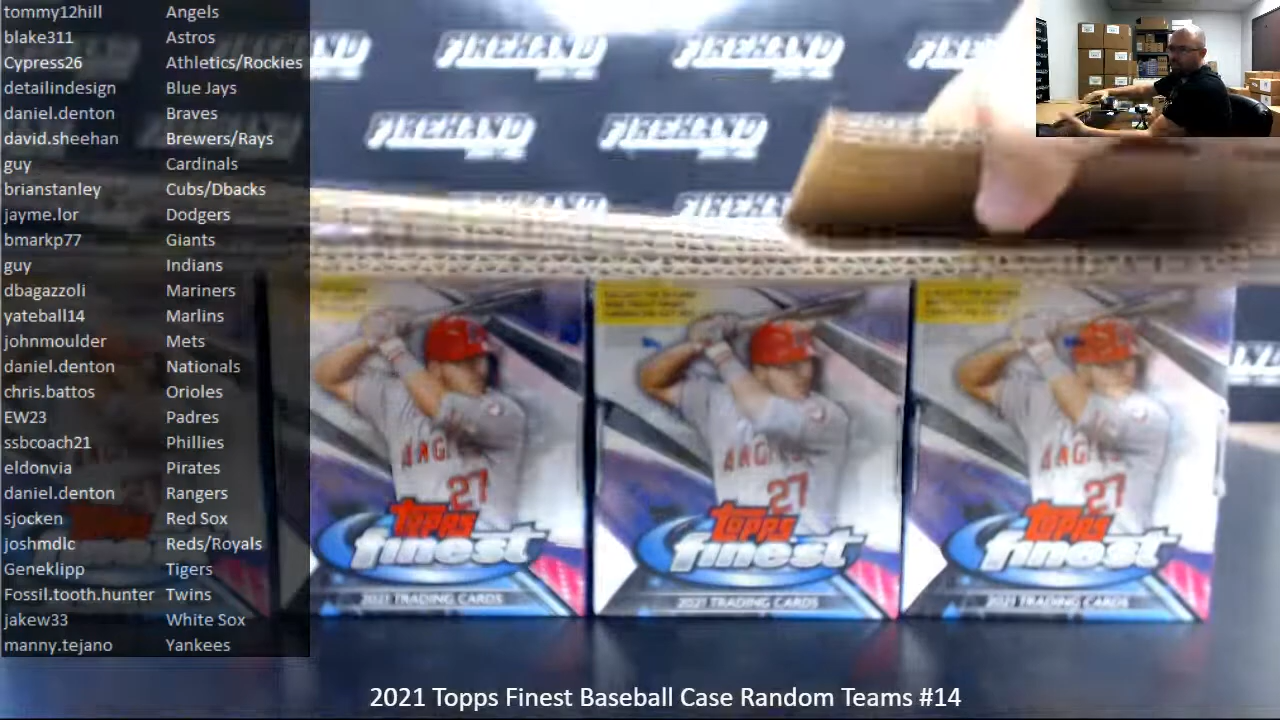 tommy12hill Angels
blake311 Astros
Cypress26 Athletics/Rockies
detailindesign Blue Jays
daniel.denton Braves
david.sheehan Brewers/Rays
guy Cardinals
brianstanley Cubs/Dbacks
jayme.lor Dodgers
bmarkp77 Giants
guy Indians
dbagazzoli Mariners
yateball14 Marlins
johnmoulder Mets
daniel.denton Nationals
chris.battos Orioles
EW23 Padres
ssbcoach21 Phillies
eldonvia Pirates
daniel.denton Rangers
sjocken Red Sox
joshmdlc Reds/Royals
Geneklipp Tigers
Fossil.tooth.hunter Twins
jakew33 White Sox
manny.tejano Yankees
FIREHAND FIREHAND
FIREHAND FIREHAND
FIREHAND
ANGELS ANGELS ANGELS
27 27 27
topps topps topps
finest finest finest
2021 TRADING CARDS 2021 TRADING CARDS 2021 TRADING CARDS
2021 Topps Finest Baseball Case Random Teams #14